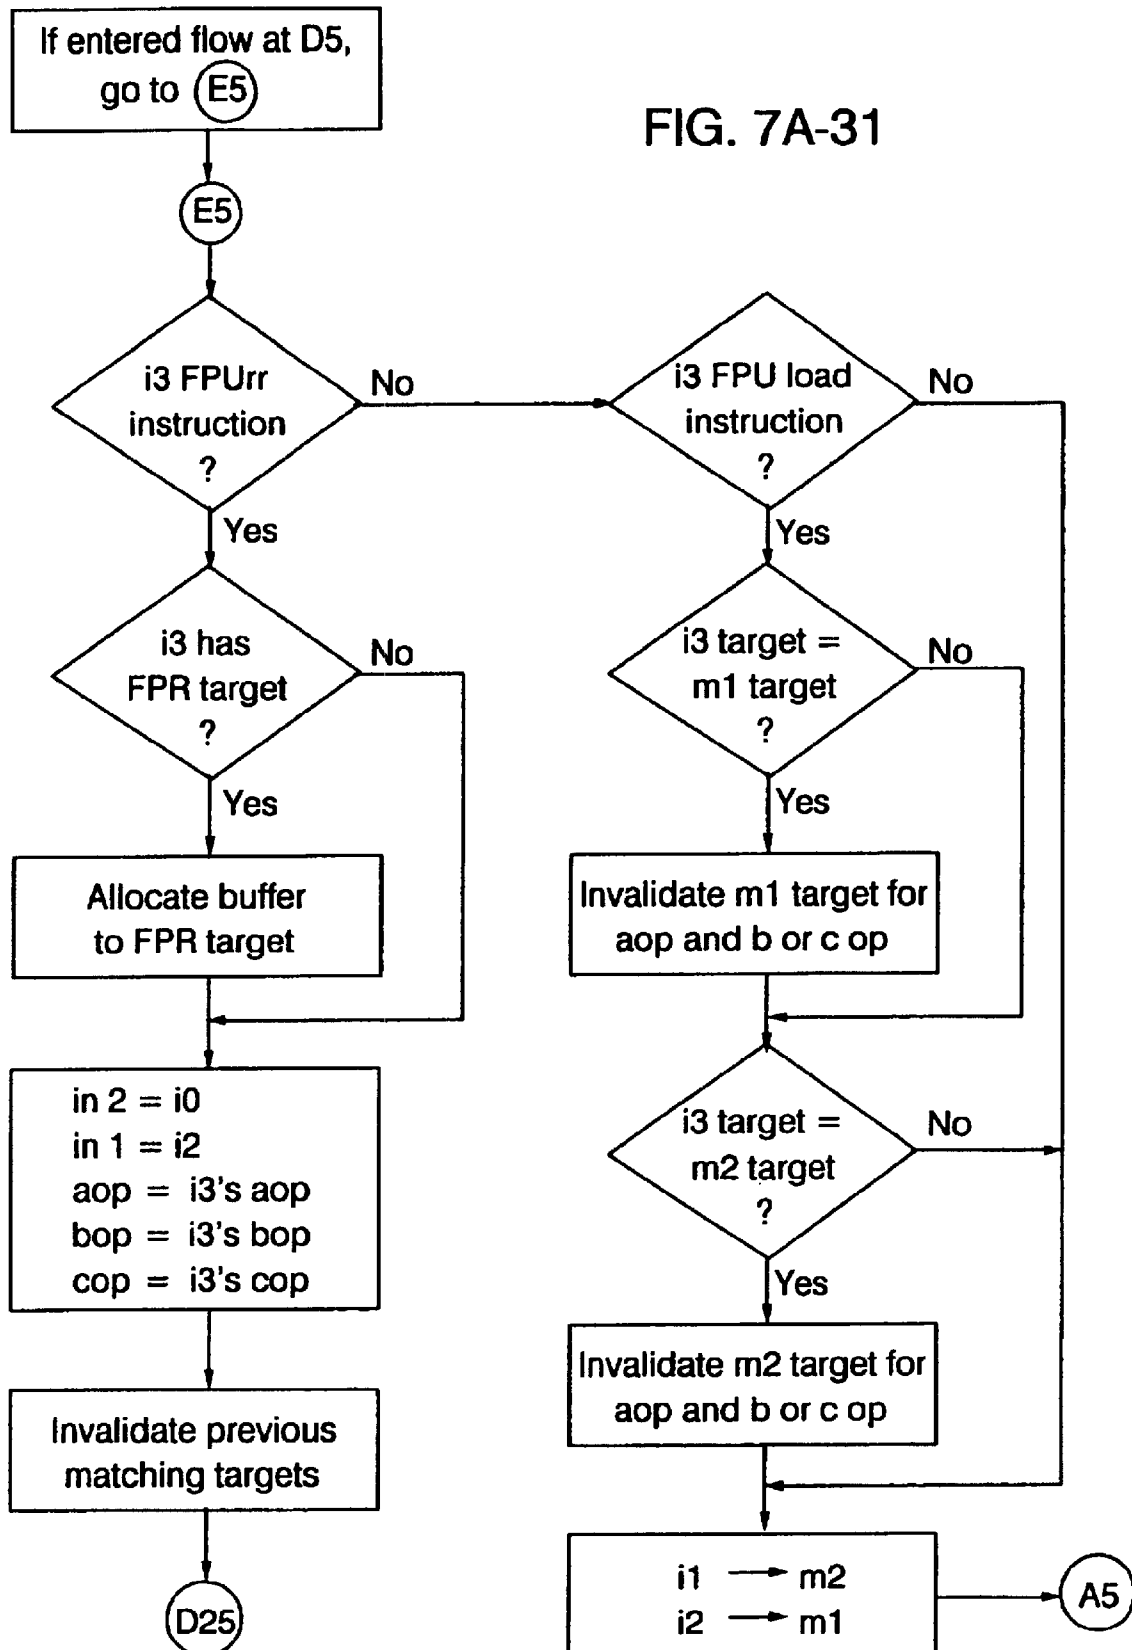 If entered flow at D5,
go to E5
FIG. 7A-31
E5
i3 FPUrr
instruction
?
No
Yes
i3 has
FPR target
?
No
Yes
Allocate buffer
to FPR target
in 2 = i0
in 1 = i2
aop = i3's aop
bop = i3's bop
cop = i3's cop
Invalidate previous
matching targets
D25
i3 FPU load
instruction
?
No
Yes
i3 target =
m1 target
?
No
Yes
Invalidate m1 target for
aop and b or c op
i3 target =
m2 target
?
No
Yes
Invalidate m2 target for
aop and b or c op
i1 → m2
i2 → m1
A5